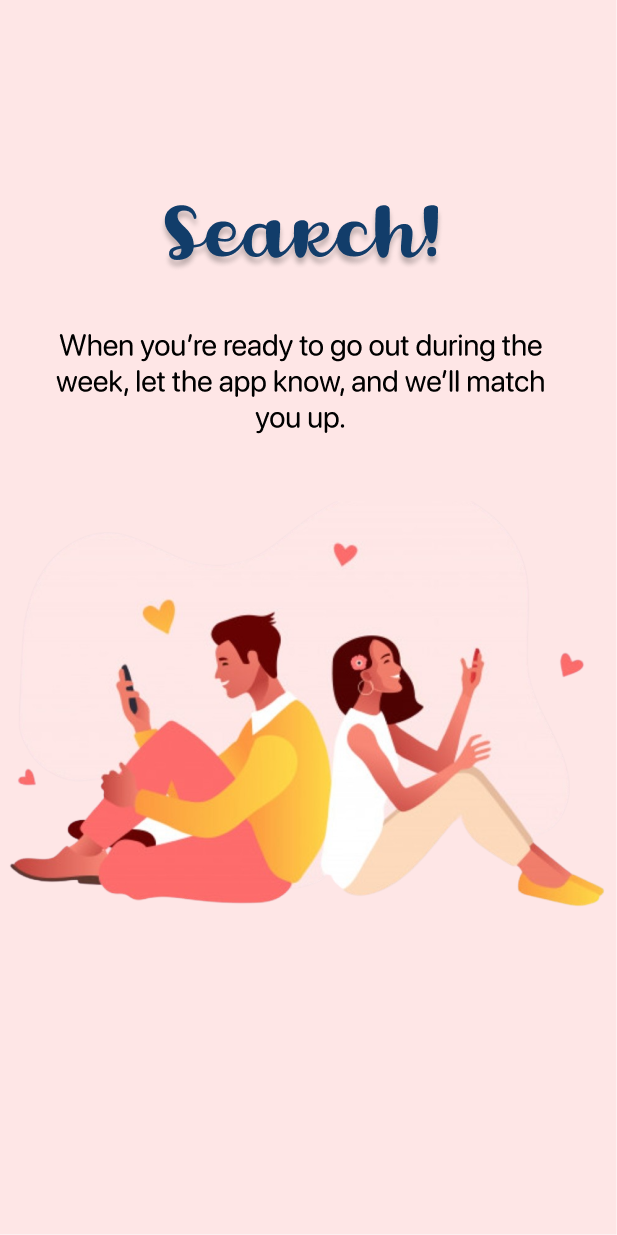 Search!
When you’re ready to go out during the
week, let the app know, and we’ll match
you up.